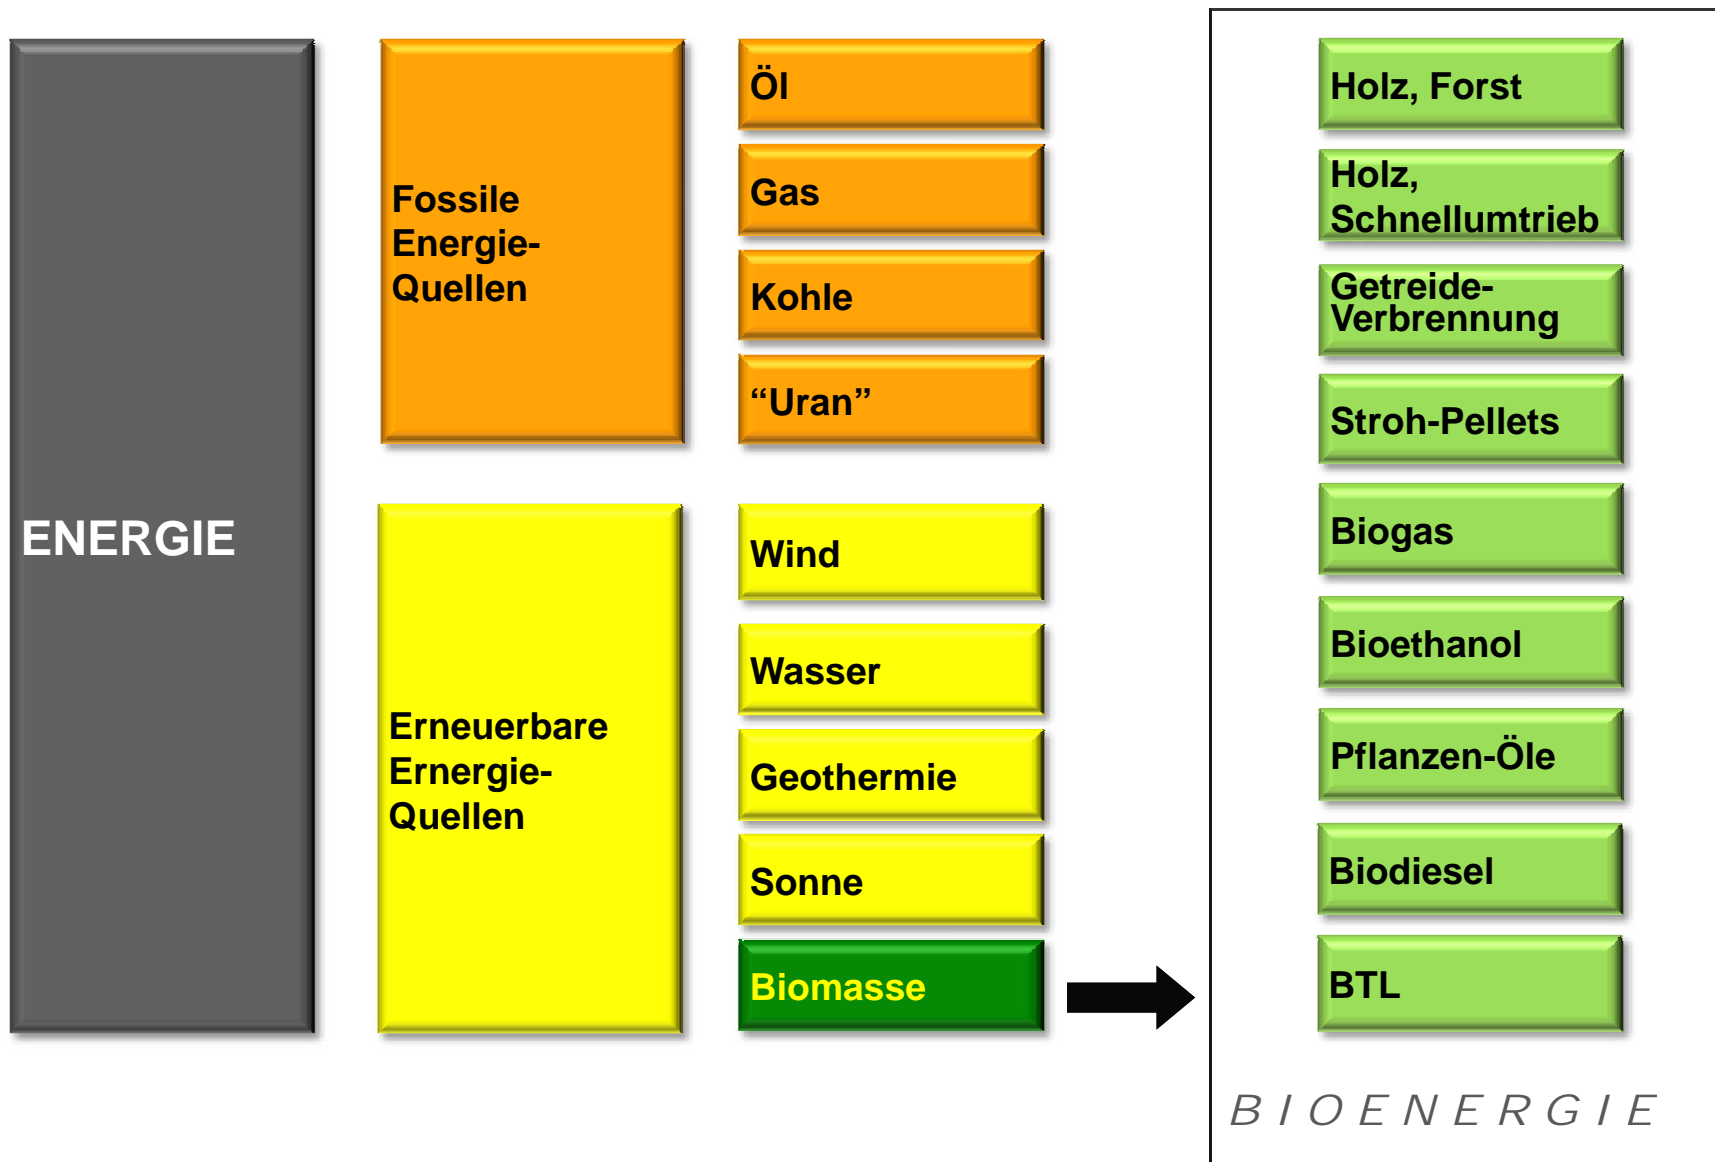 ENERGIE
Fossile
Energie-
Quellen
Öl
Gas
Kohle
“Uran”
Erneuerbare
Ernergie-
Quellen
Wind
Wasser
Geothermie
Sonne
Biomasse
Holz, Forst
Holz,
Schnellumtrieb
Getreide-
Verbrennung
Stroh-Pellets
Biogas
Bioethanol
Pflanzen-Öle
Biodiesel
BTL
BIOENERGIE